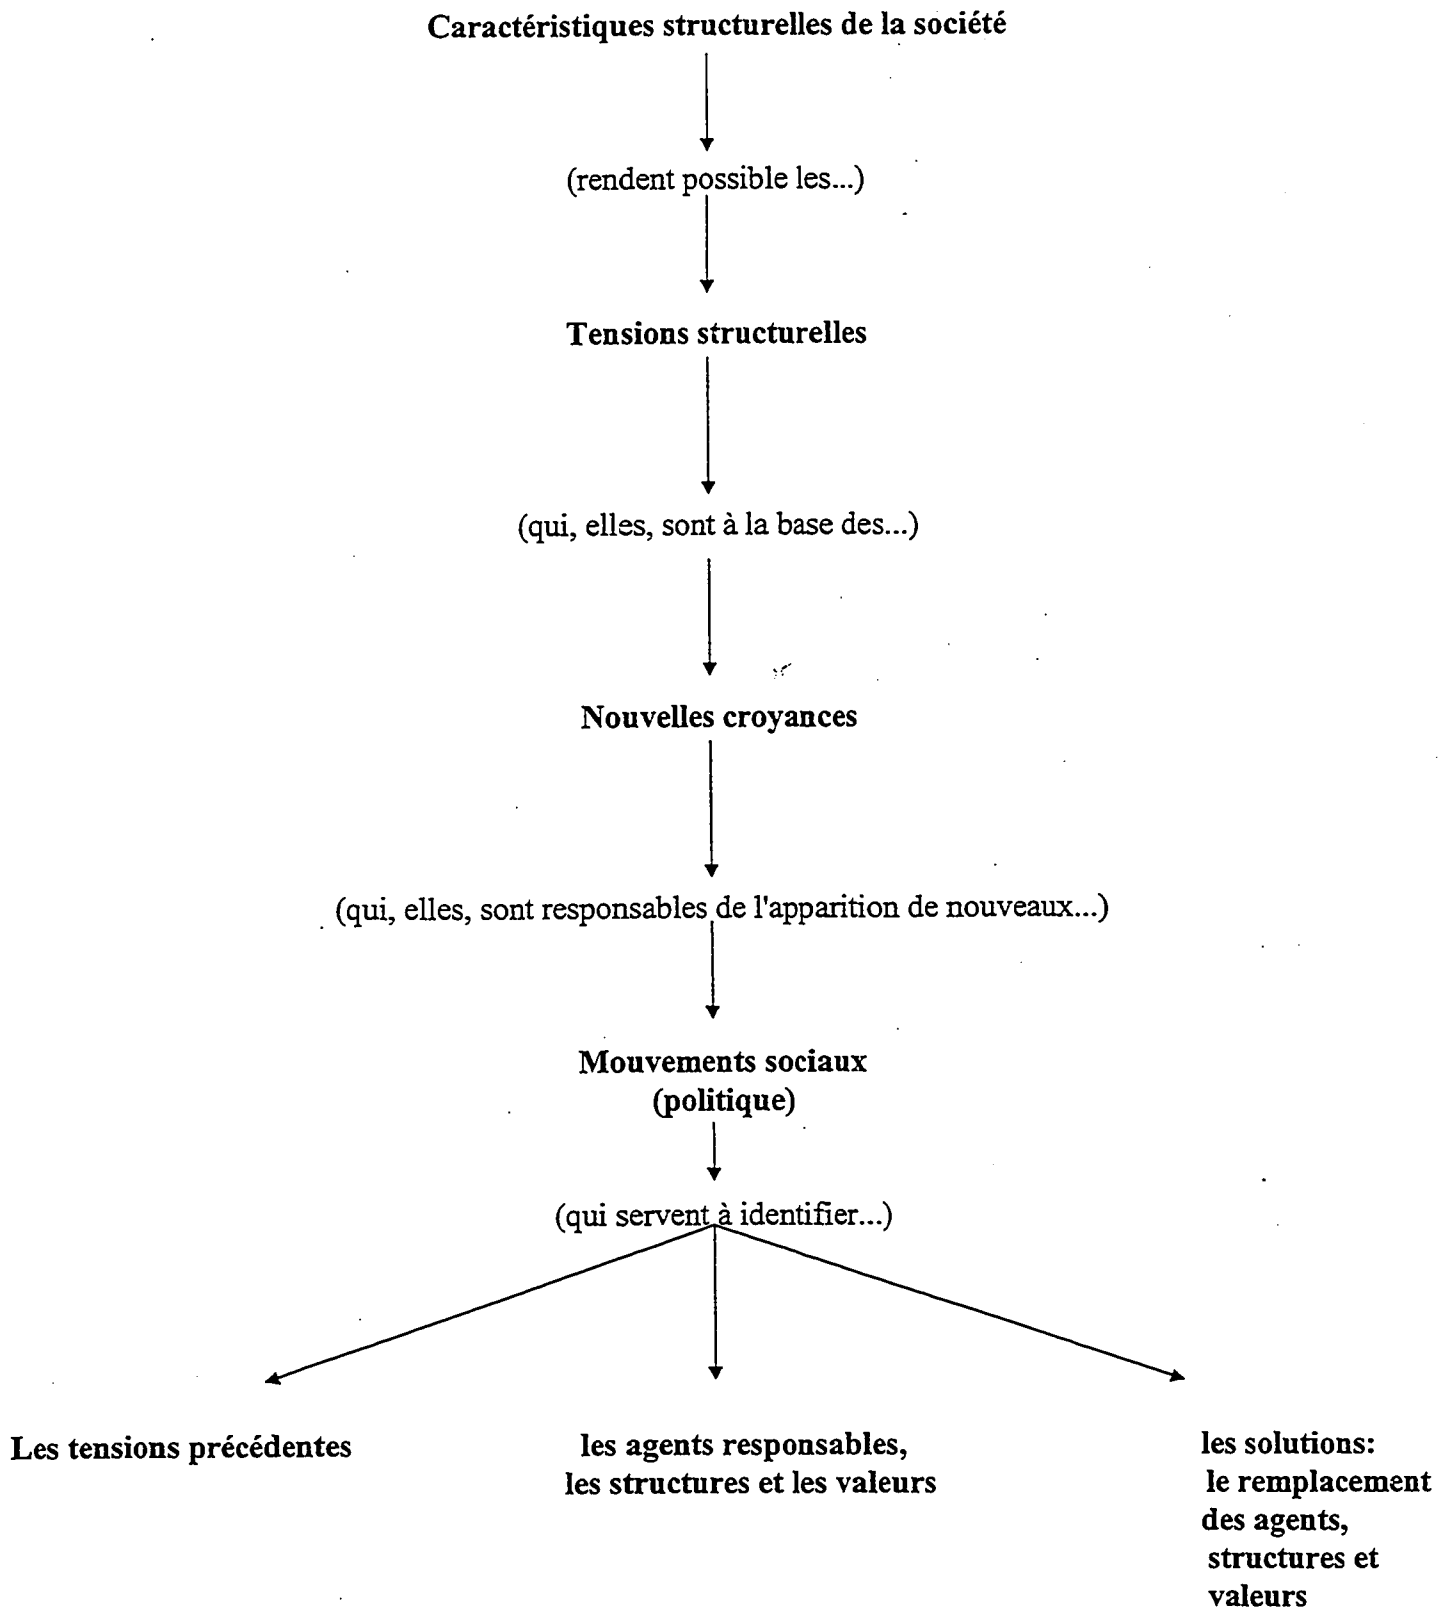 Caractéristiques structurelles de la société
(rendent possible les...)
Tensions structurelles
(qui, elles, sont à la base des...)
Nouvelles croyances
(qui, elles, sont responsables de l'apparition de nouveaux...)
Mouvements sociaux
(politique)
(qui servent à identifier...)
Les tensions précédentes
les agents responsables,
les structures et les valeurs
les solutions:
le remplacement
des agents,
structures et
valeurs